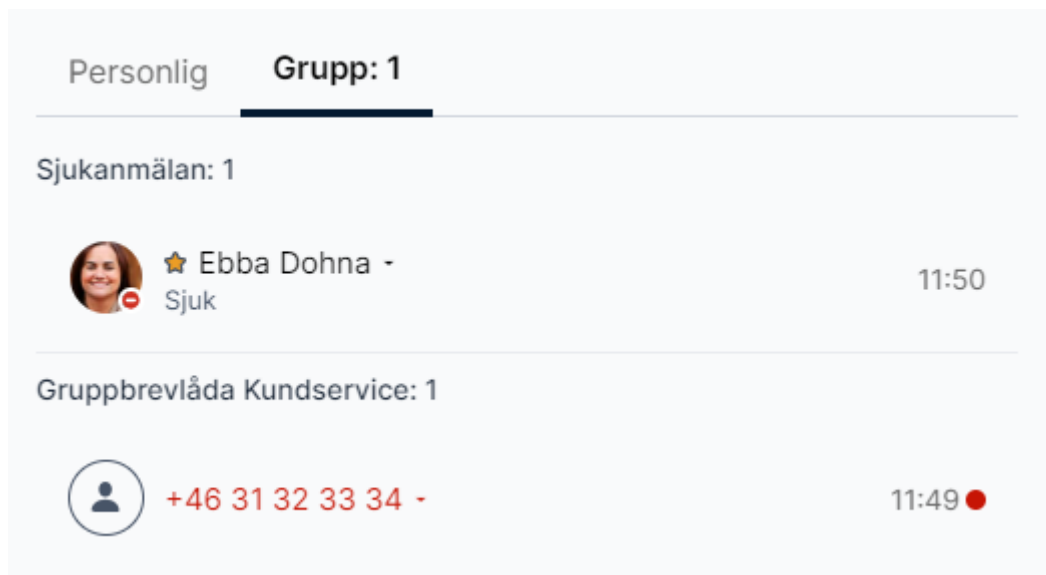 Personlig
Grupp: 1
Sjukanmälan: 1
Ebba Dohna
Sjuk
11:50
Gruppbrevlåda Kundservice: 1
+46 31 32 33 34
11:49